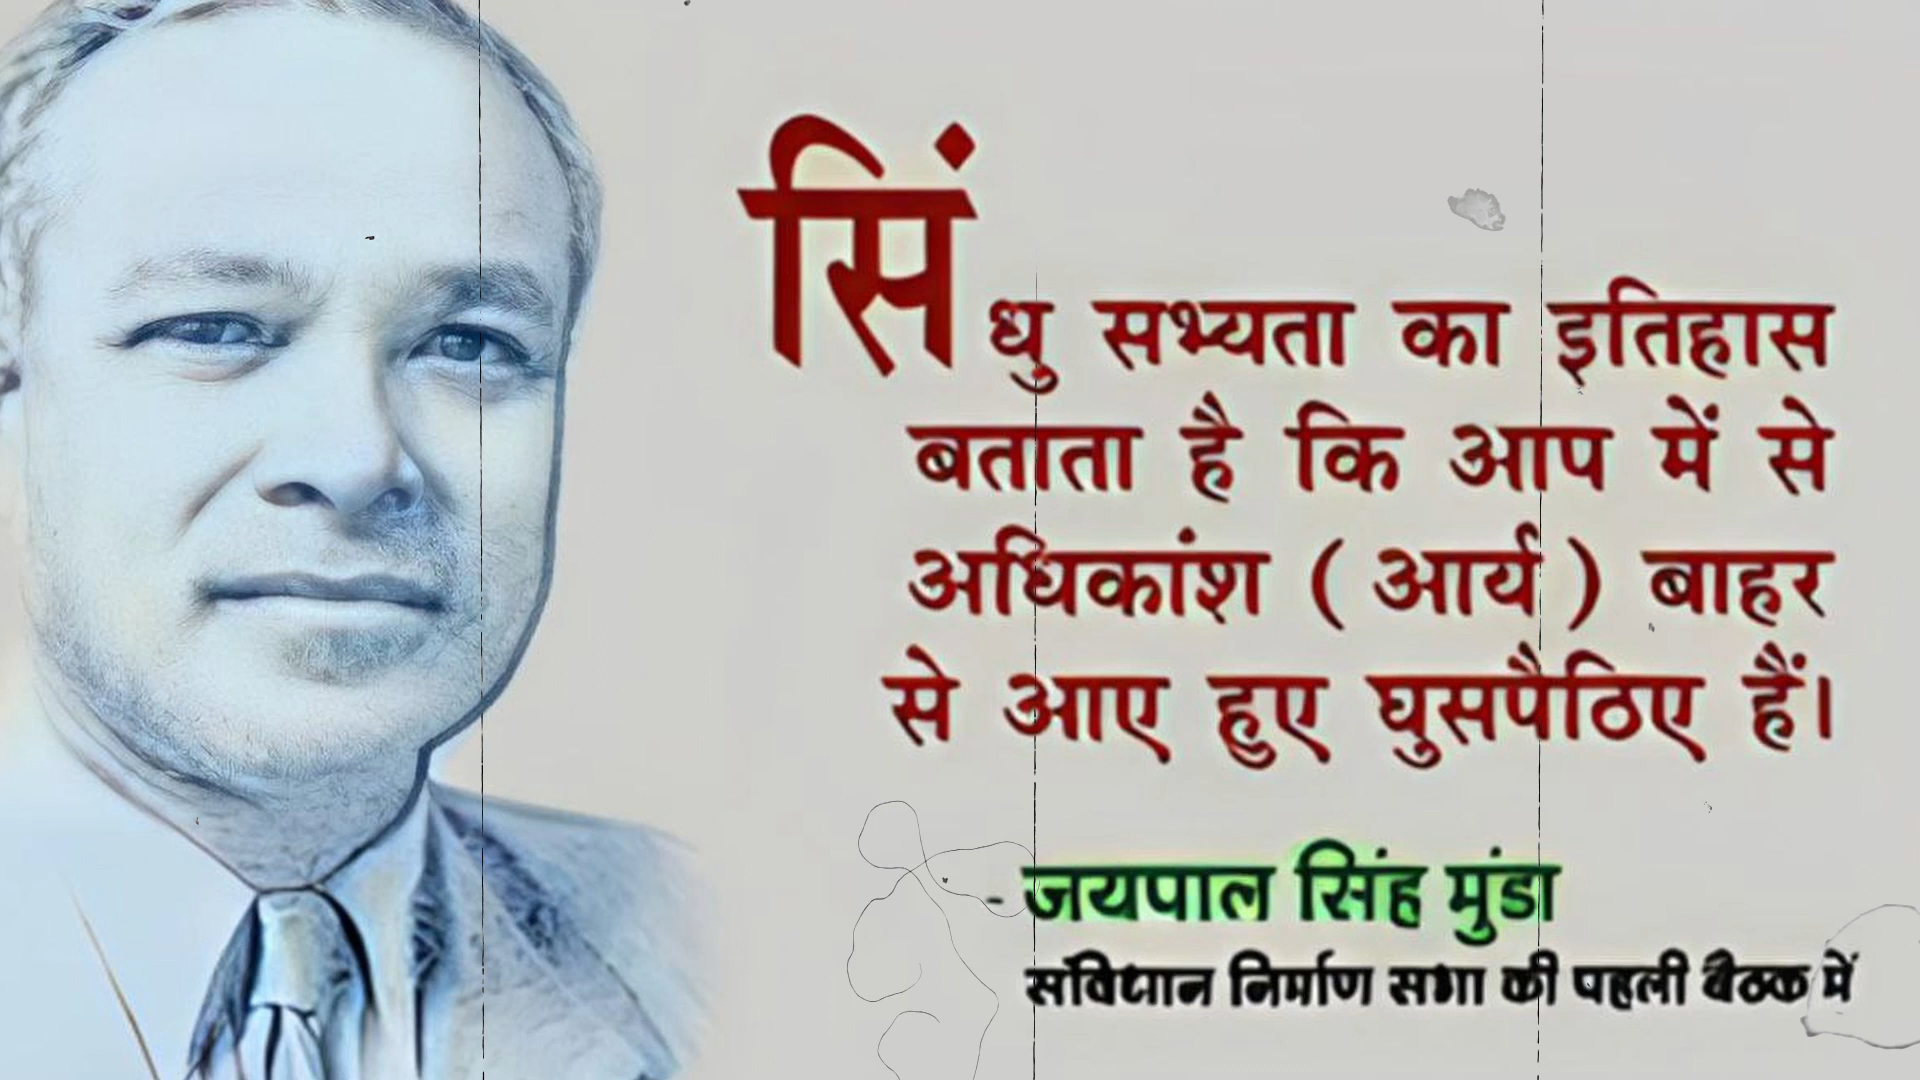 सिंधु सभ्यता का इतिहास
बताता है कि आप में से
अधिकांश ( आर्य ) बाहर
से आए हुए घुसपैठिए हैं।
- जयपाल सिंह मुंडा
संविधान निर्माण सभा की पहली बैठक में